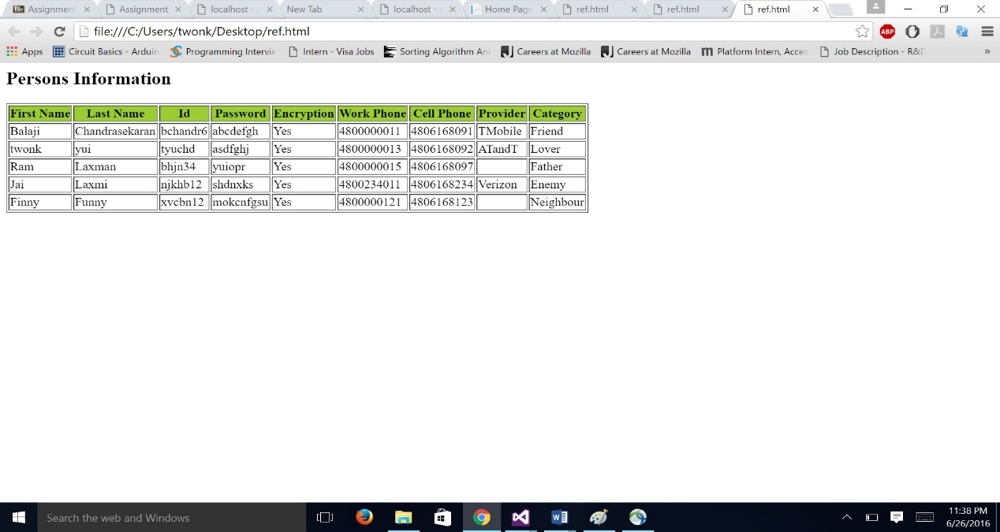 Assignment Assignment localhost - New Tab localhost - Home Page ref.html ref.html ref.html
file:///C:/Users/twonk/Desktop/ref.html ABP
Apps Circuit Basics - Arduin Programming Intervie Intern - Visa Jobs Sorting Algorithm Ani Careers at Mozilla Careers at Mozilla m Platform Intern, Acces Job Description - R&D »
Persons Information
First Name Last Name Id Password Encryption Work Phone Cell Phone Provider Category
Balaji Chandrasekaran bchandr6 abcdefgh Yes 4800000011 4806168091 TMobile Friend
twonk yui tyuchd asdfghj Yes 4800000013 4806168092 ATandT Lover
Ram Laxman bhjn34 yuiopr Yes 4800000015 4806168097 Father
Jai Laxmi njkhb12 shdnxks Yes 4800234011 4806168234 Verizon Enemy
Finny Funny xvcbn12 mokcnfgsu Yes 4800000121 4806168123 Neighbour
Search the web and Windows
11:38 PM
6/26/2016